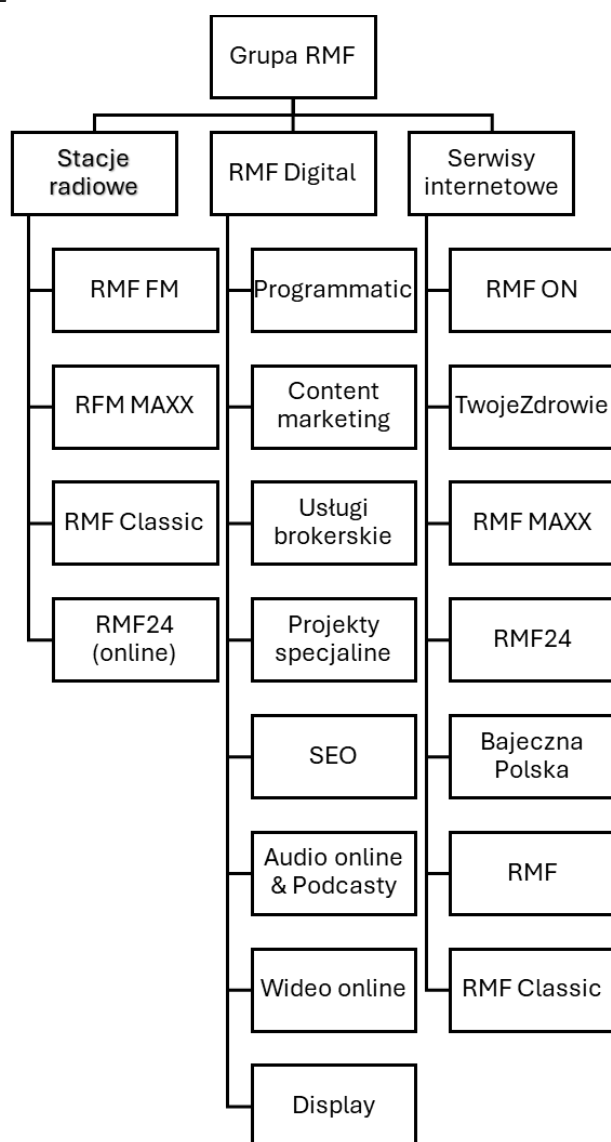 Grupa RMF
Stacje
radiowe
RMF FM
RFM MAXX
RMF Classic
RMF24
(online)
RMF Digital
Programmatic
Content
marketing
Usługi
brokerskie
Projekty
specjaline
SEO
Audio online
& Podcasty
Wideo online
Display
Serwisy
internetowe
RMF ON
TwojeZdrowie
RMF MAXX
RMF24
Bajeczna
Polska
RMF
RMF Classic